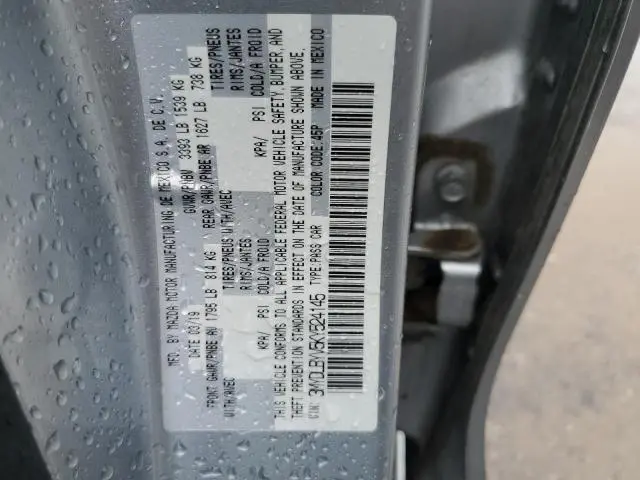 MFD. BY MAZDA MOTOR MANUFACTURING DE MEXICO S.A. DE C.V.
DATE 03/19 GVWR/PNBV 3393 LB 1539 KG
FRONT GAWR/PNBE AV 1795 LB 814 KG REAR GAWR/PNBE AR 1627 LB 738 KG
WITH/AVEC TIRES/PNEUS WITH/AVEC TIRES/PNEUS
RIMS/JANTES RIMS/JANTES
KPA/ PSI COLD/A FROID KPA/ PSI COLD/A FROID
THIS VEHICLE CONFORMS TO ALL APPLICABLE FEDERAL MOTOR VEHICLE SAFETY, BUMPER, AND
THEFT PREVENTION STANDARDS IN EFFECT ON THE DATE OF MANUFACTURE SHOWN ABOVE.
VIN: TYPE:PASS CAR COLOR CODE:45P MADE IN MEXICO